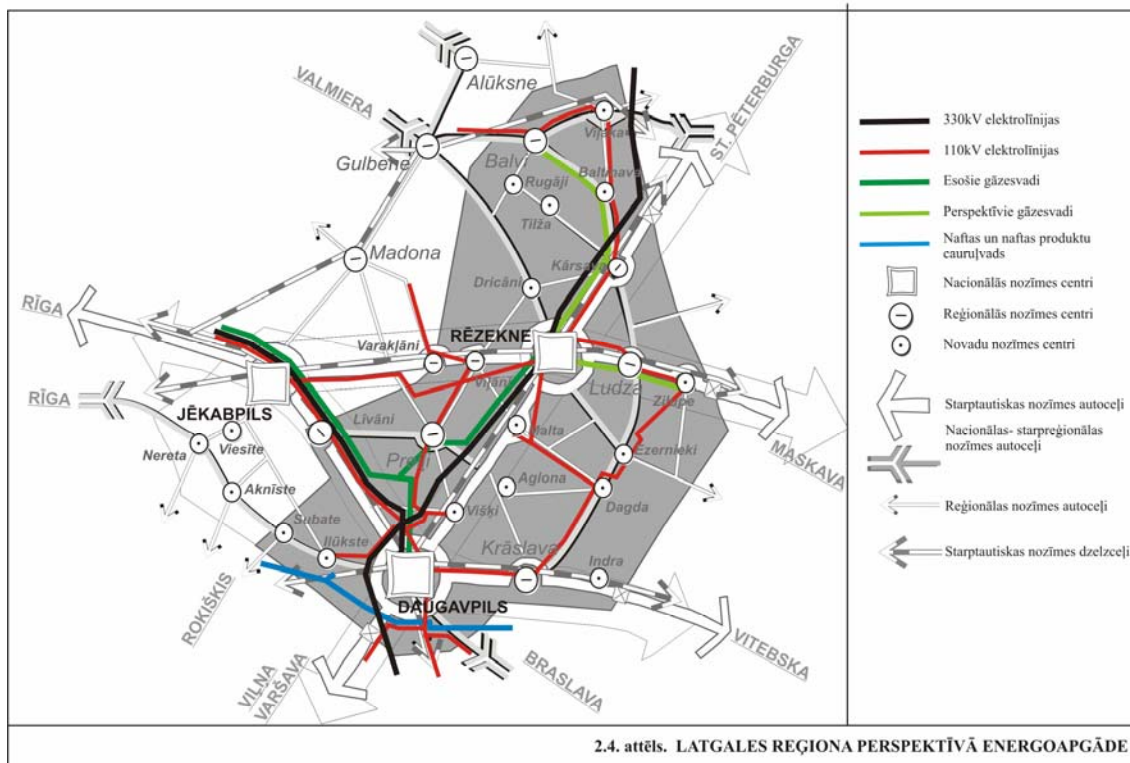 Alūksne
VALMIERA
Gulbene
Balvi
Viļaka
ST. PĒTERBURGA
Rugāji
Baltinava
Tilža
Madona
Kārsava
Dricāni
RĪGA
RĒZEKNE
Varakļāni
Viļāni
Ludza
Zilupe
RĪGA
JĒKABPILS
Līvāni
Malta
MASKAVA
Nereta
Viesīte
Preiļi
Ezernieki
Aknīste
Aglona
Dagda
Subate
Višķi
Ilūkste
Krāslava
Indra
ROKIŠĶIS
DAUGAVPILS
VITEBSKA
VIĻŅA
VARŠAVA
BRASLAVA
330kV elektrolīnijas
110kV elektrolīnijas
Esošie gāzesvadi
Perspektīvie gāzesvadi
Naftas un naftas produktu
cauruļvads
Nacionālās nozīmes centri
Reģionālās nozīmes centri
Novadu nozīmes centri
Starptautiskas nozīmes autoceļi
Nacionālas- starpreģionālas
nozīmes autoceļi
Reģionālas nozīmes autoceļi
Starptautiskas nozīmes dzelzceļi
2.4. attēls. LATGALES REĢIONA PERSPEKTĪVĀ ENERGOAPGĀDE